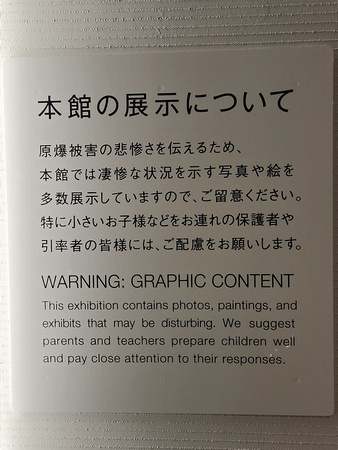 本館の展示について
原爆被害の悲惨さを伝えるため、
本館では凄惨な状況を示す写真や絵を
多数展示していますので、ご留意ください。
特に小さいお子様などをお連れの保護者や
引率者の皆様には、ご配慮をお願いします。
WARNING: GRAPHIC CONTENT
This exhibition contains photos, paintings, and
exhibits that may be disturbing. We suggest
parents and teachers prepare children well
and pay close attention to their responses.